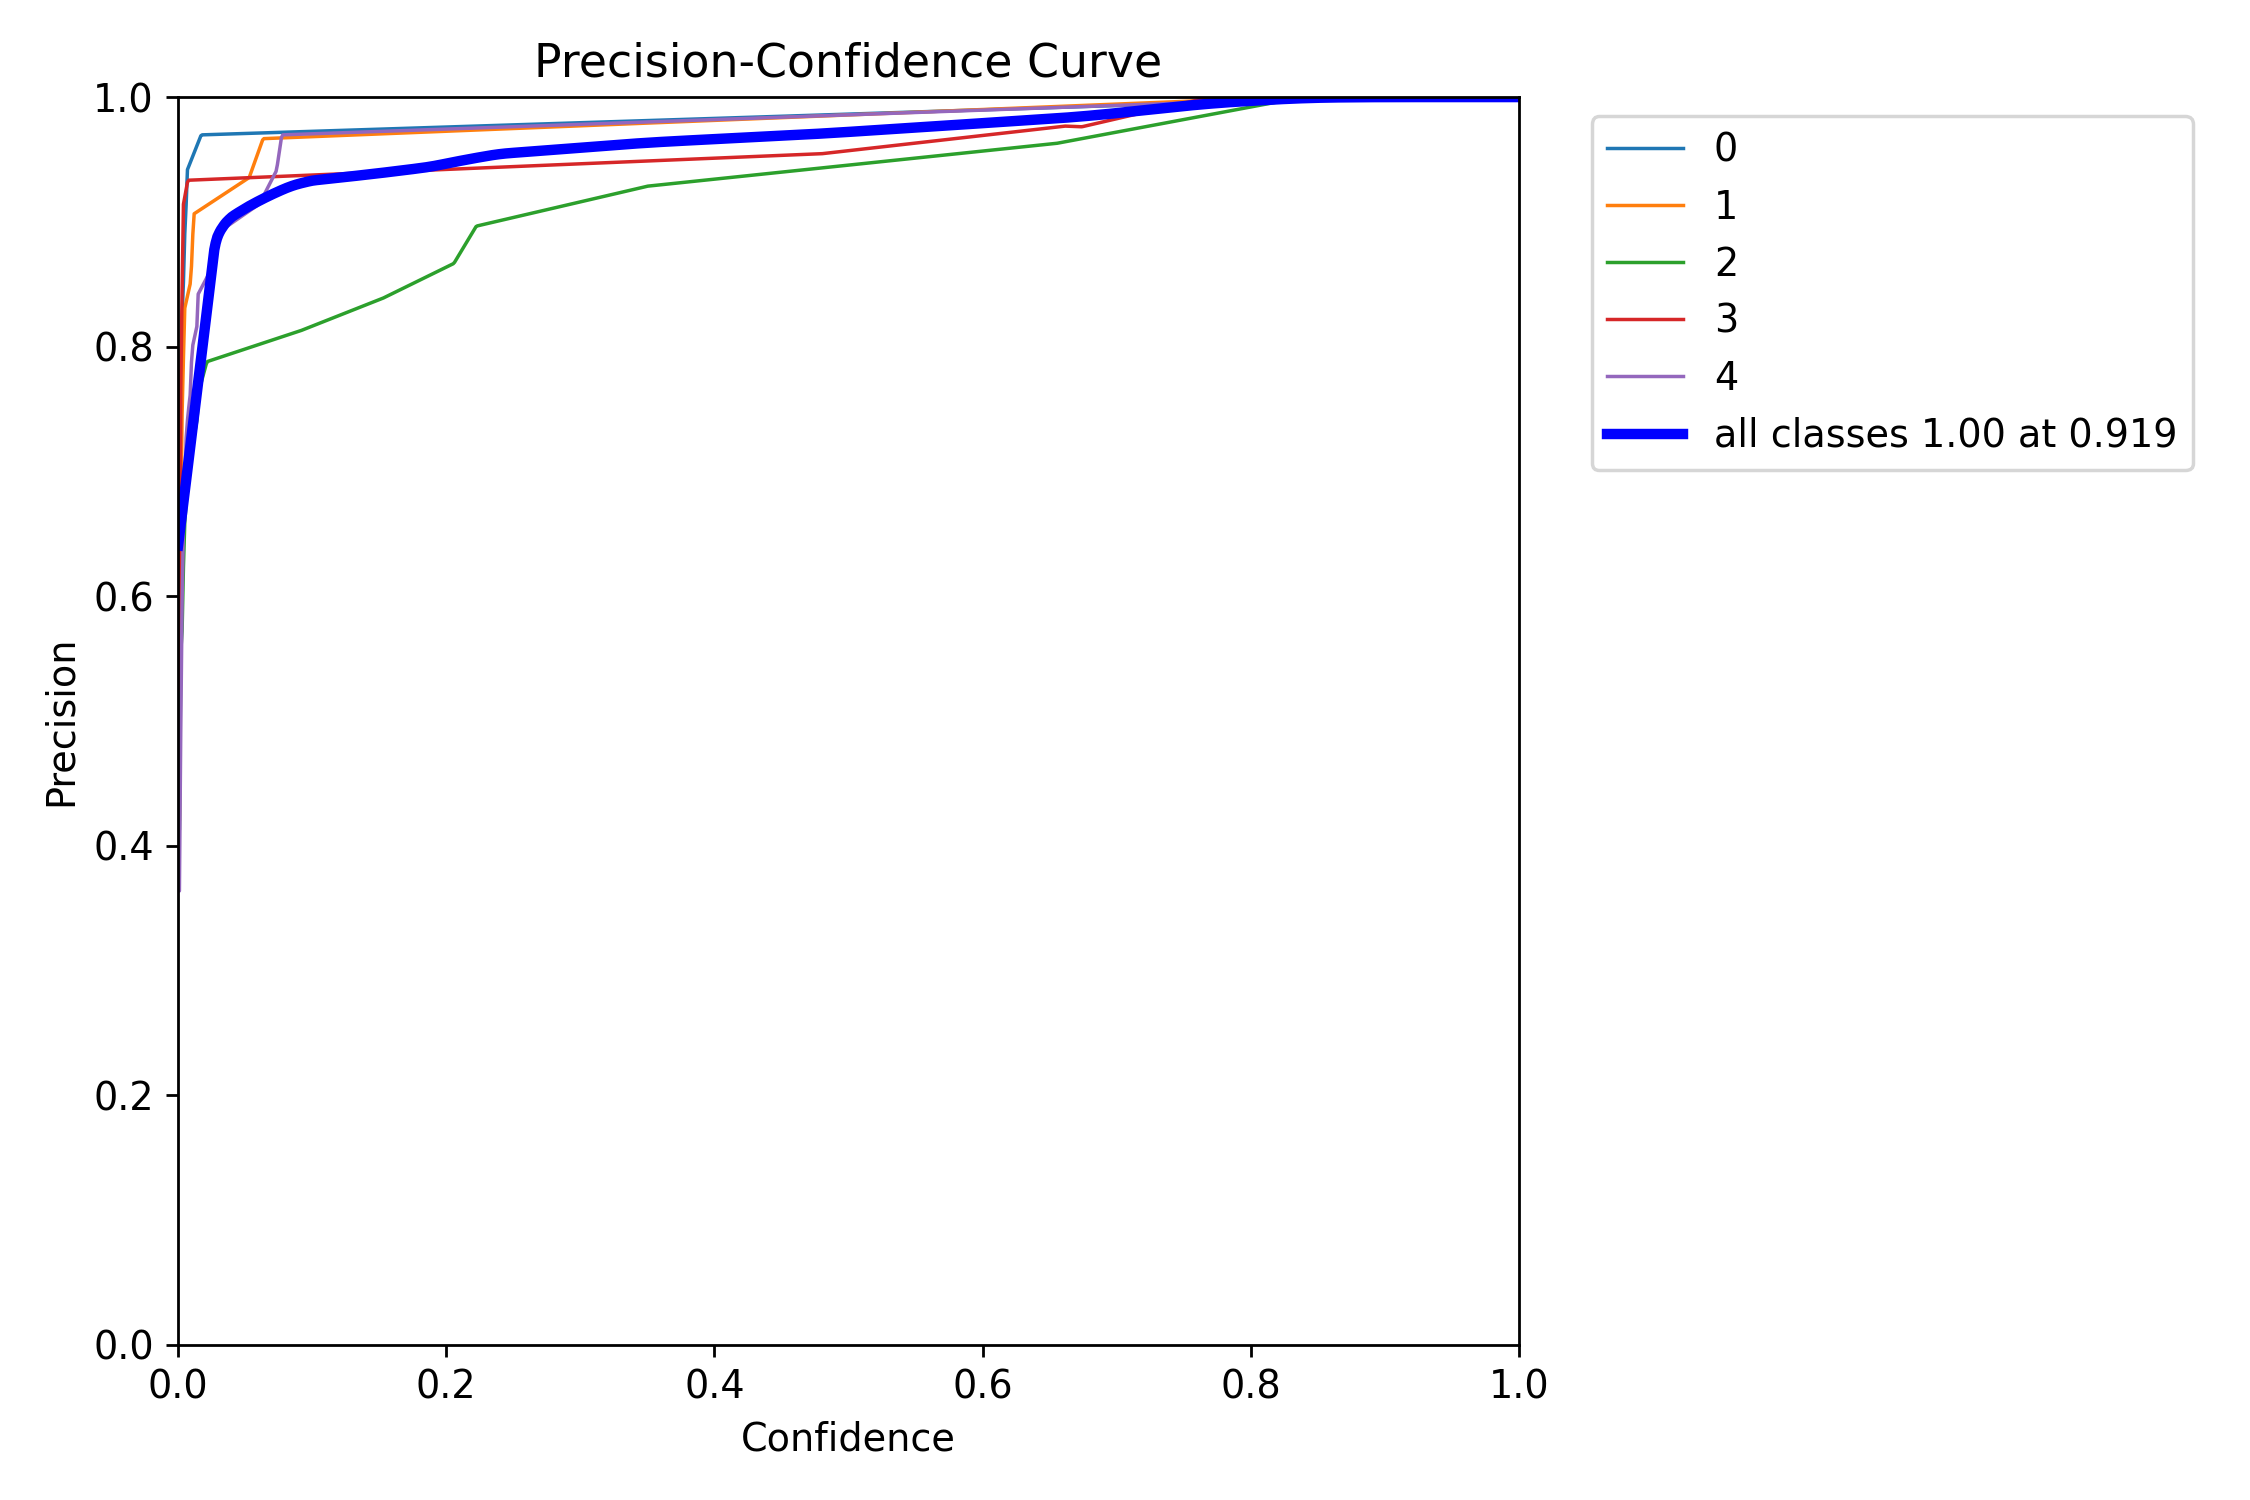 Precision-Confidence Curve
1.0
0.8
0.6
0.4
0.2
0.0
Precision
0.0 0.2 0.4 0.6 0.8 1.0
Confidence
0
1
2
3
4
all classes 1.00 at 0.919